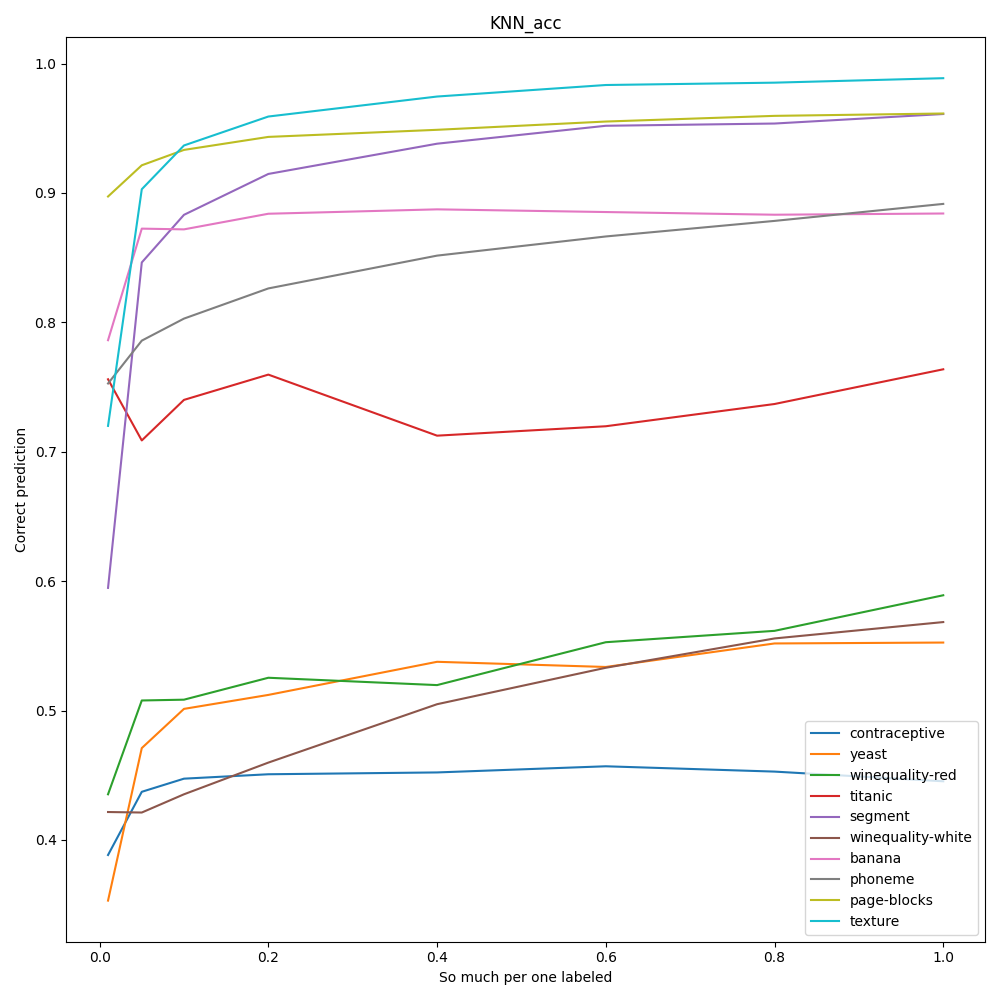 KNN_acc
1.0
0.9
0.8
0.7
0.6
0.5
0.4
Correct prediction
contraceptive
yeast
winequality-red
titanic
segment
winequality-white
banana
phoneme
page-blocks
texture
0.0 0.2 0.4 0.6 0.8 1.0
So much per one labeled